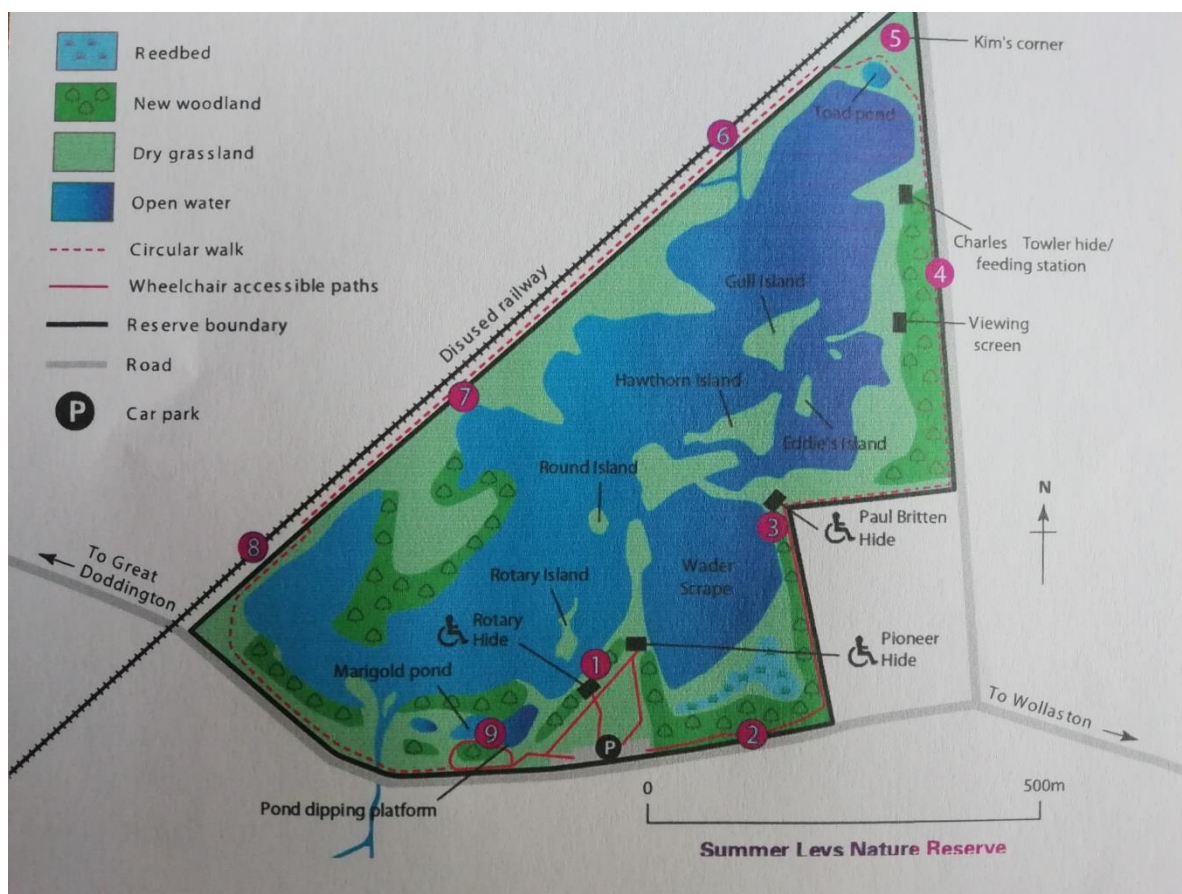 Reedbed
New woodland
Dry grassland
Open water
Circular walk
Wheelchair accessible paths
Reserve boundary
Road
P
Car park
5
Kim's corner
Toad pond
6
Charles Towler hide/
feeding station
4
Disused railway
Gull Island
Viewing
screen
7
Hawthorn Island
Eddie's Island
Round Island
N
3
Paul Britten
Hide
8
To Great
Doddington
Wader
Scrape
Rotary Island
Rotary
Hide
Pioneer
Hide
1
Marigold pond
To Wollaston
9
2
P
Pond dipping platform
0
500m
Summer Levs Nature Reserve